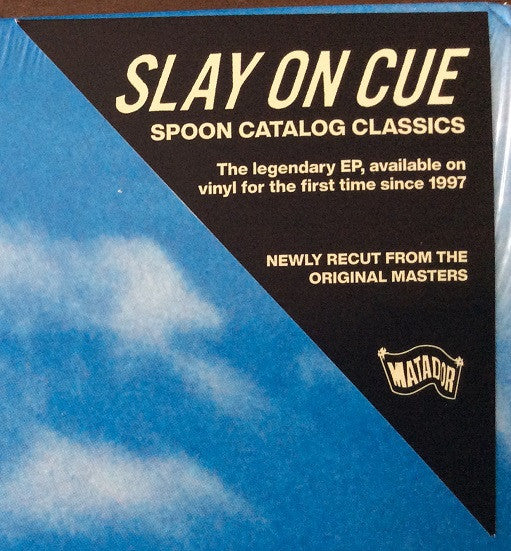 SLAY ON CUE
SPOON CATALOG CLASSICS
The legendary EP, available on
vinyl for the first time since 1997
NEWLY RECUT FROM THE
ORIGINAL MASTERS
MATADOR